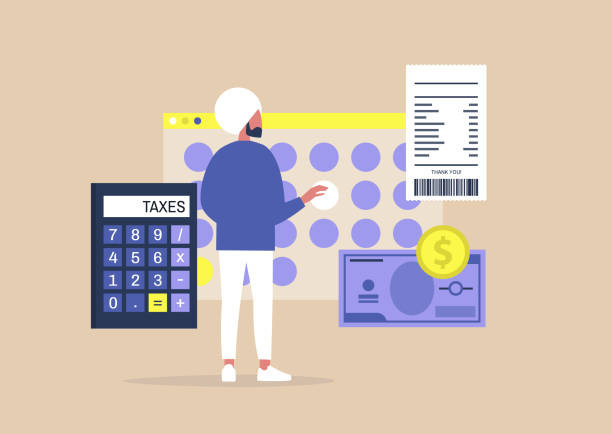 TAXES
7 8 9 /
4 5 6 x
1 2 3 -
0 . = +
THANK YOU!
$